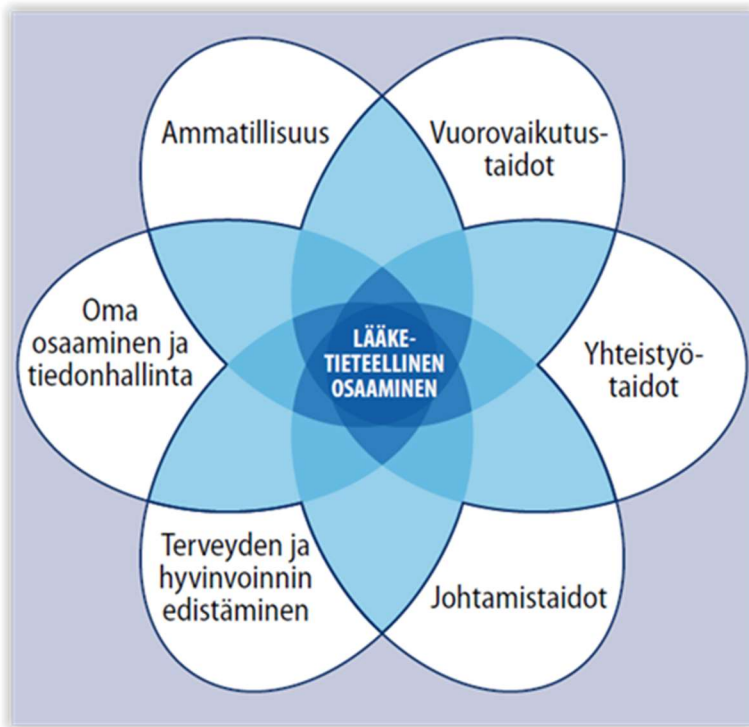 Ammatillisuus
Vuorovaikutus-
taidot
Oma
osaaminen ja
tiedonhallinta
LÄÄKE-
TIETEELLINEN
OSAAMINEN
Yhteistyö-
taidot
Terveyden ja
hyvinvoinnin
edistäminen
Johtamistaidot